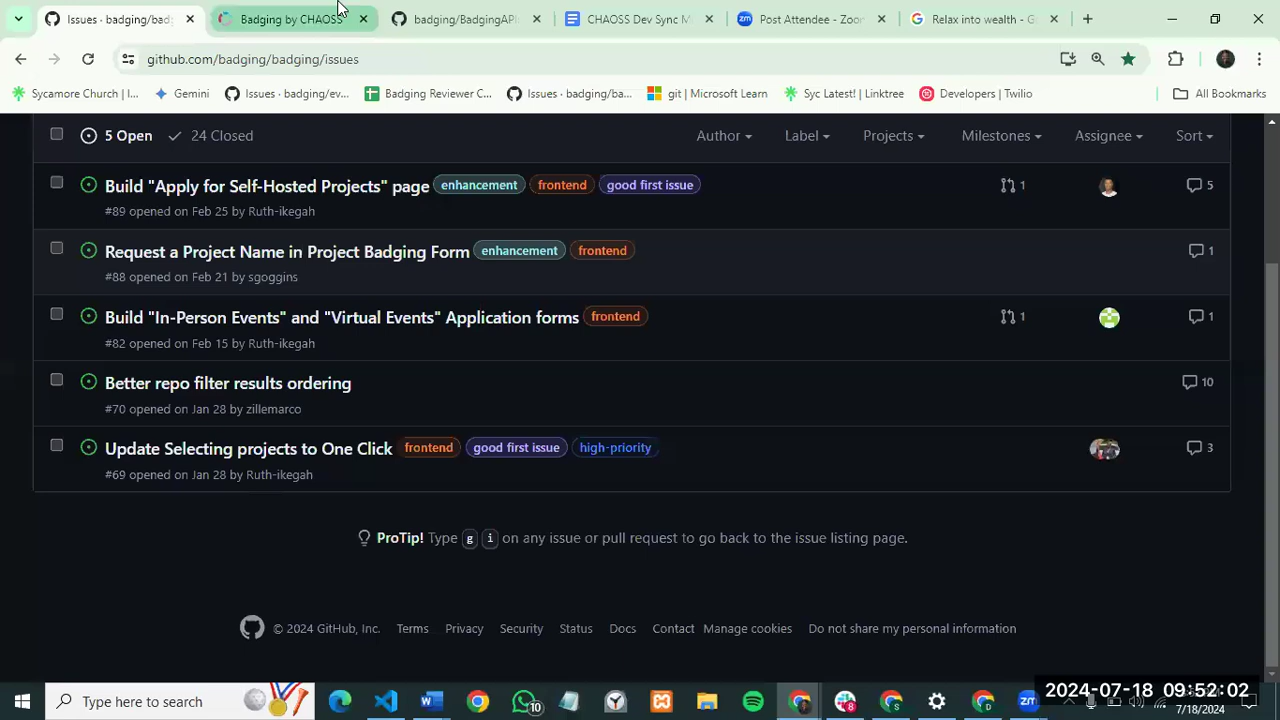 Issues · badging/bad
Badging by CHAOSS
badging/BadgingAPI
CHAOSS Dev Sync M
Post Attendee - Zoo
Relax into wealth - G
github.com/badging/badging/issues
Sycamore Church | I...
Gemini
Issues · badging/ev...
Badging Reviewer C...
Issues · badging/ba...
git | Microsoft Learn
Syc Latest! | Linktree
Developers | Twilio
All Bookmarks
5 Open
24 Closed
Author
Label
Projects
Milestones
Assignee
Sort
Build "Apply for Self-Hosted Projects" page enhancement frontend good first issue 1 5
#89 opened on Feb 25 by Ruth-ikegah
Request a Project Name in Project Badging Form enhancement frontend 1
#88 opened on Feb 21 by sgoggins
Build "In-Person Events" and "Virtual Events" Application forms frontend 1 1
#82 opened on Feb 15 by Ruth-ikegah
Better repo filter results ordering 10
#70 opened on Jan 28 by zillemarco
Update Selecting projects to One Click frontend good first issue high-priority 3
#69 opened on Jan 28 by Ruth-ikegah
ProTip! Type g i on any issue or pull request to go back to the issue listing page.
© 2024 GitHub, Inc. Terms Privacy Security Status Docs Contact Manage cookies Do not share my personal information
Type here to search
10
8
zm
2024-07-18 09:52:02
7/18/2024